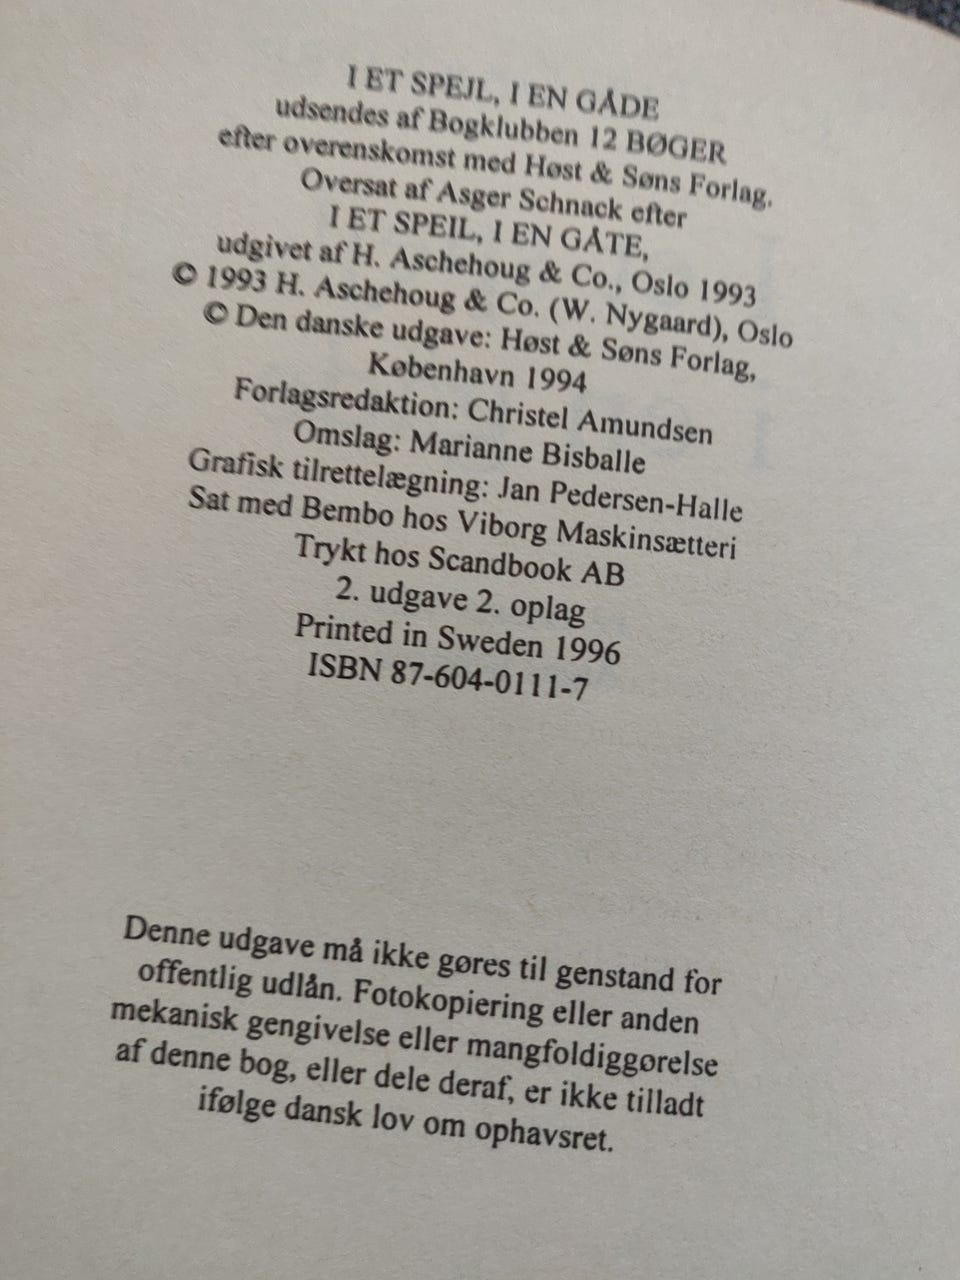 I ET SPEJL, I EN GÅDE
udsendes af Bogklubben 12 BØGER
efter overenskomst med Høst & Søns Forlag.
Oversat af Asger Schnack efter
I ET SPEIL, I EN GÅTE,
udgivet af H. Aschehoug & Co., Oslo 1993
© 1993 H. Aschehoug & Co. (W. Nygaard), Oslo
© Den danske udgave: Høst & Søns Forlag,
København 1994
Forlagsredaktion: Christel Amundsen
Omslag: Marianne Bisballe
Grafisk tilrettelægning: Jan Pedersen-Halle
Sat med Bembo hos Viborg Maskinsætteri
Trykt hos Scandbook AB
2. udgave 2. oplag
Printed in Sweden 1996
ISBN 87-604-0111-7
Denne udgave må ikke gøres til genstand for
offentlig udlån. Fotokopiering eller anden
mekanisk gengivelse eller mangfoldiggørelse
af denne bog, eller dele deraf, er ikke tilladt
ifølge dansk lov om ophavsret.